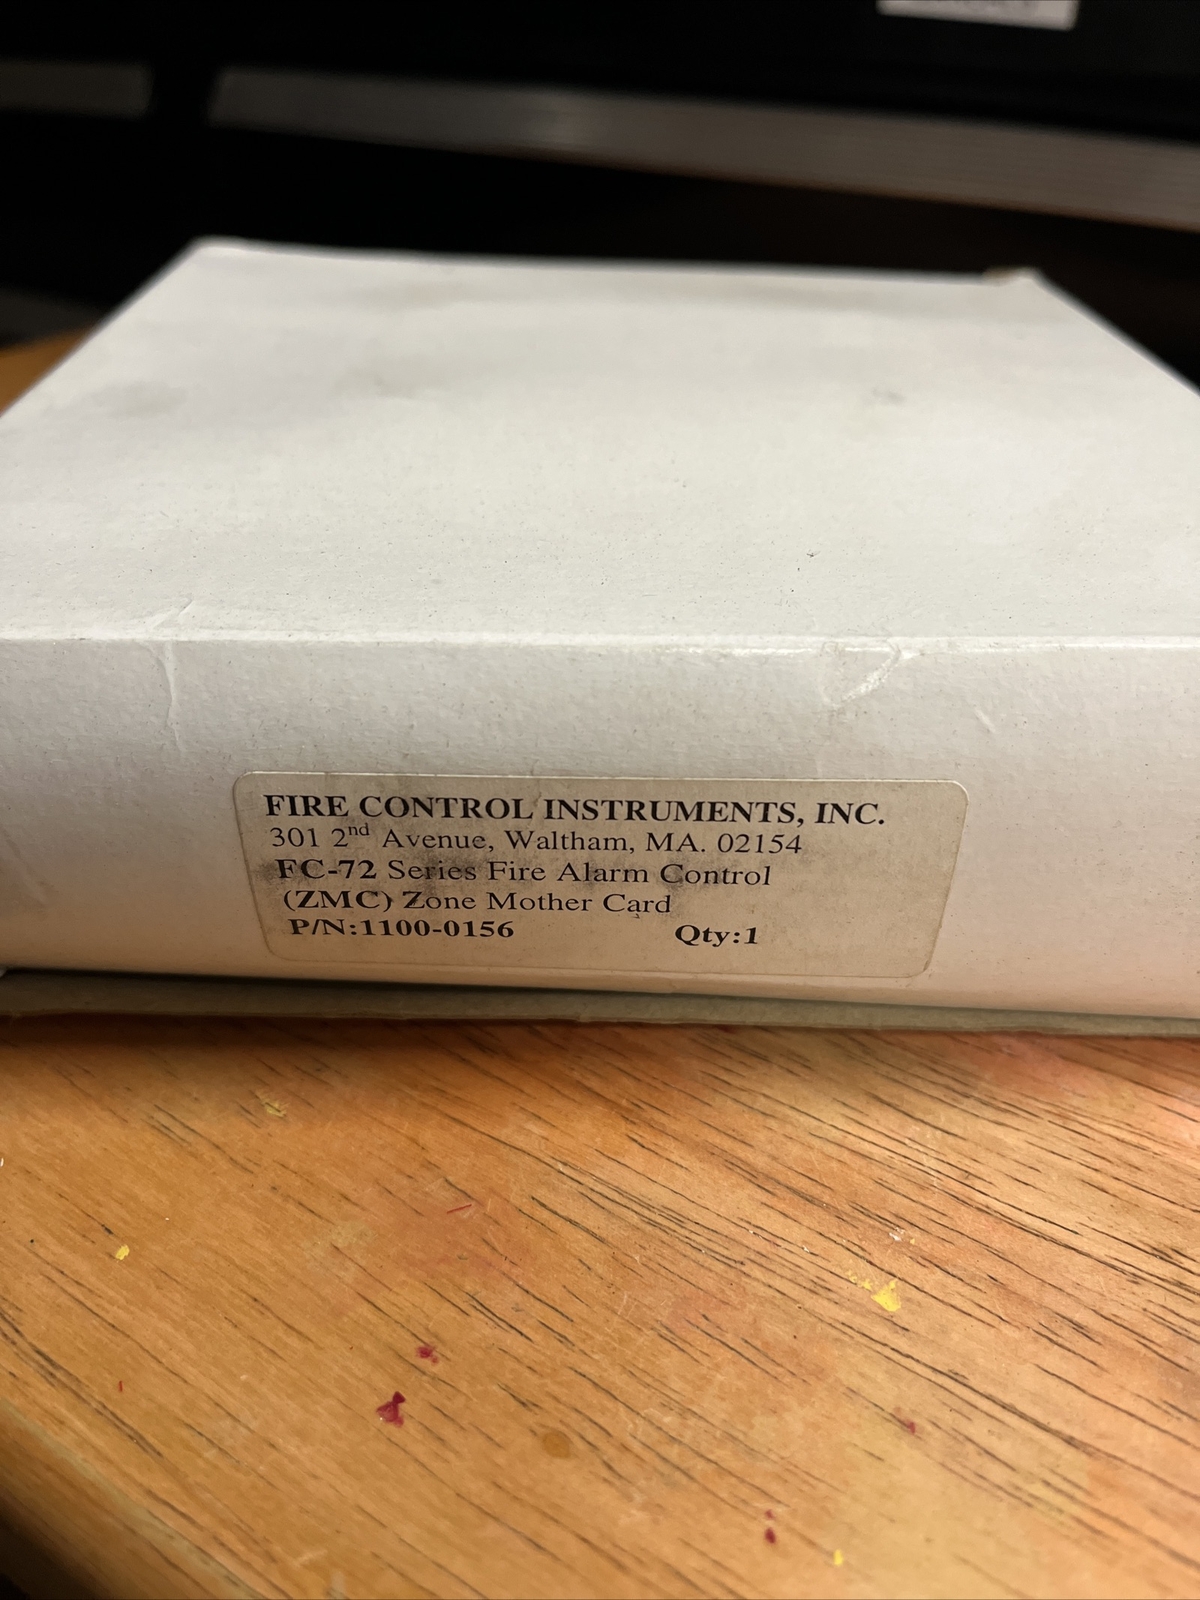 FIRE CONTROL INSTRUMENTS, INC.
301 2nd Avenue, Waltham, MA. 02154
FC-72 Series Fire Alarm Control
(ZMC) Zone Mother Card
P/N:1100-0156 Qty:1